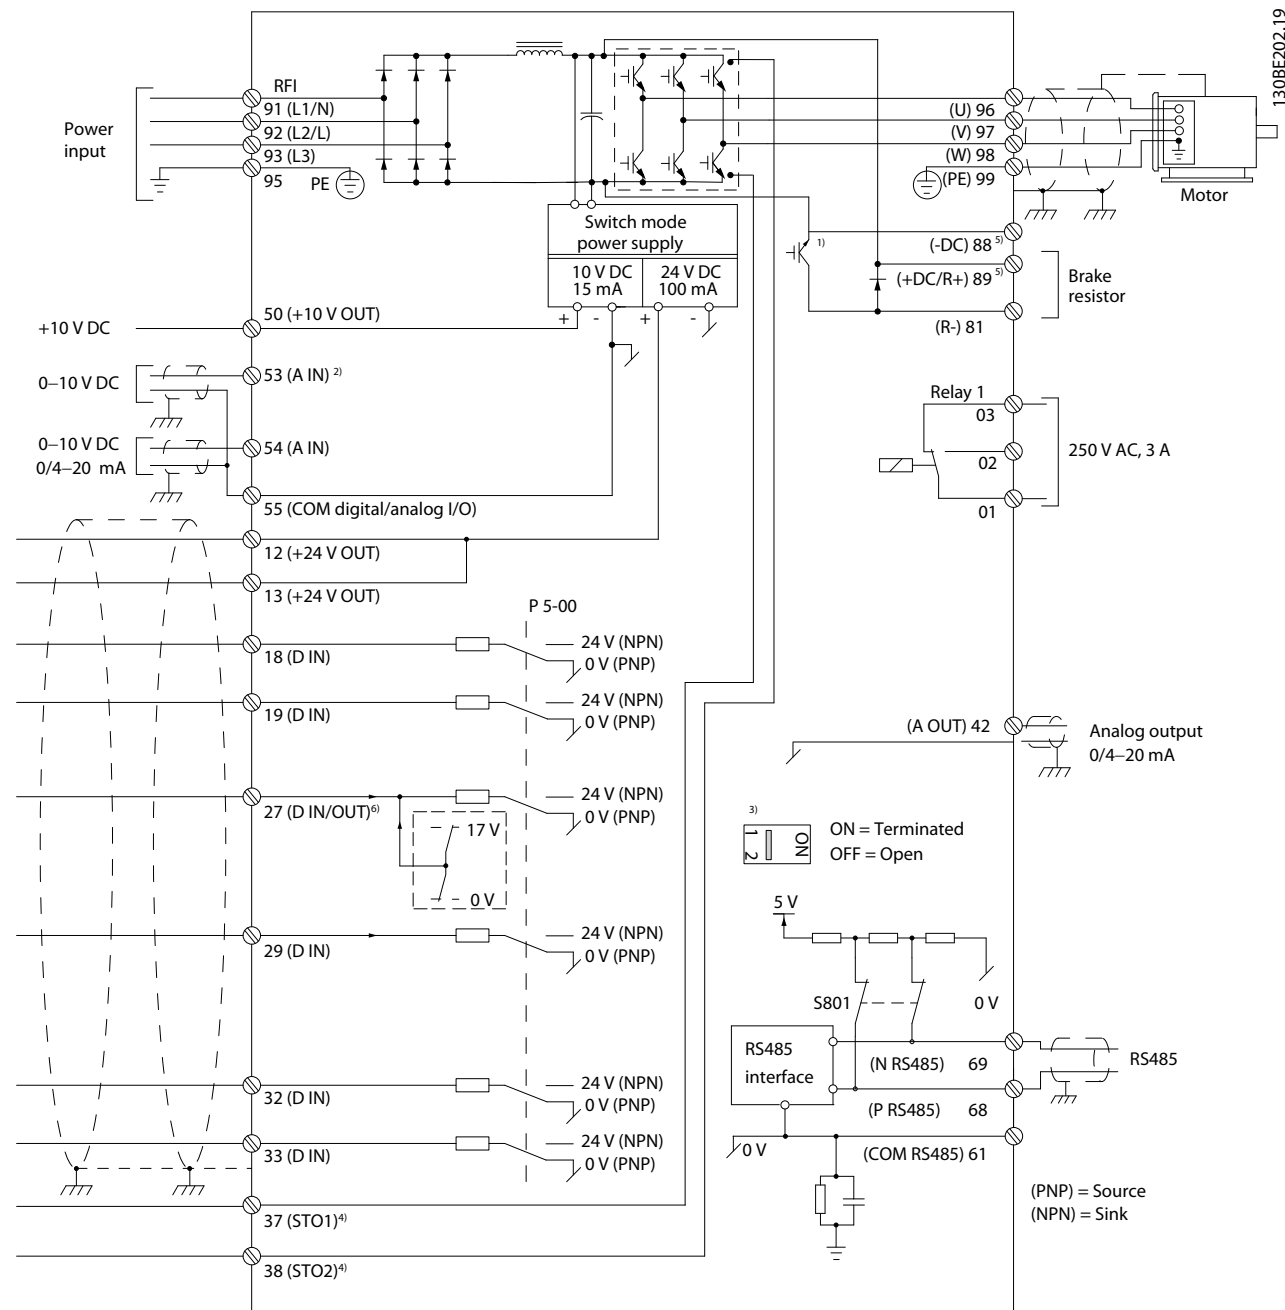 130BE202.19
Power
input
RFI
91 (L1/N)
92 (L2/L)
93 (L3)
95
PE
(U) 96
(V) 97
(W) 98
(PE) 99
Motor
Switch mode
power supply
10 V DC
15 mA
24 V DC
100 mA
+ - + -
1)
(-DC) 88 5)
(+DC/R+) 89 5)
(R-) 81
Brake
resistor
+10 V DC
50 (+10 V OUT)
0–10 V DC
53 (A IN) 2)
0–10 V DC
0/4–20 mA
54 (A IN)
55 (COM digital/analog I/O)
Relay 1
03
02
01
250 V AC, 3 A
12 (+24 V OUT)
13 (+24 V OUT)
P 5-00
18 (D IN)
24 V (NPN)
0 V (PNP)
19 (D IN)
24 V (NPN)
0 V (PNP)
27 (D IN/OUT)6)
24 V (NPN)
0 V (PNP)
17 V
0 V
29 (D IN)
24 V (NPN)
0 V (PNP)
32 (D IN)
24 V (NPN)
0 V (PNP)
33 (D IN)
24 V (NPN)
0 V (PNP)
37 (STO1)4)
38 (STO2)4)
(A OUT) 42
Analog output
0/4–20 mA
3)
1 2
ON
ON = Terminated
OFF = Open
5 V
S801
0 V
RS485
interface
(N RS485) 69
(P RS485) 68
RS485
0 V
(COM RS485) 61
(PNP) = Source
(NPN) = Sink